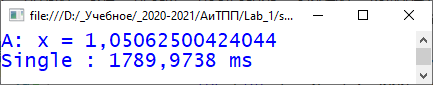 file:///D:/_Учебное/_2020-2021/АиТПП/Lab_1/s...
A: x = 1,05062500424044
Single : 1789,9738 ms